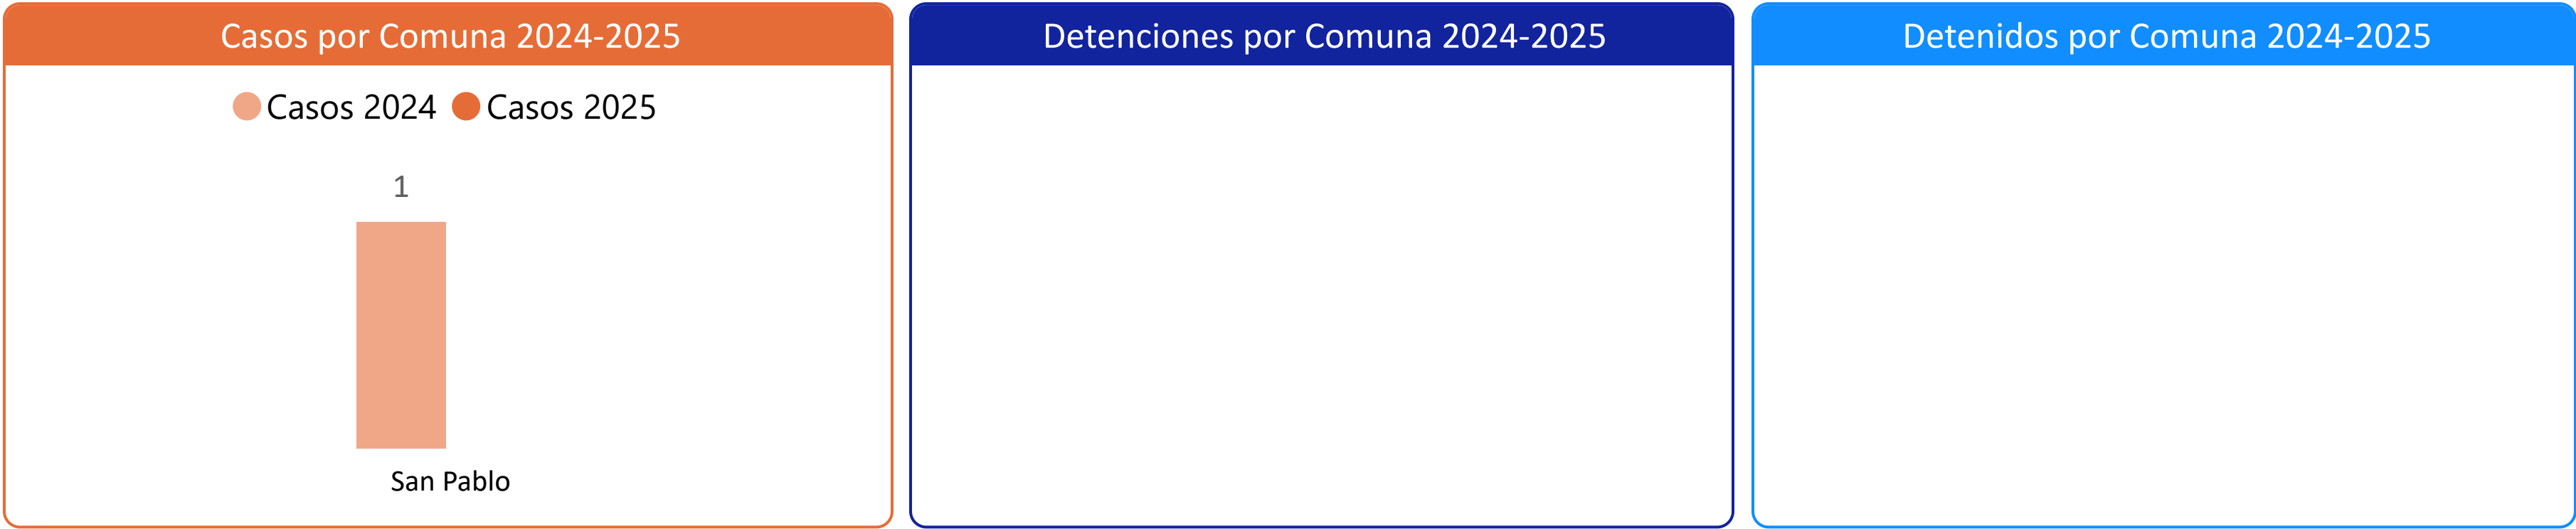 Casos por Comuna 2024-2025
Casos 2024 Casos 2025
1
San Pablo
Detenciones por Comuna 2024-2025
Detenidos por Comuna 2024-2025